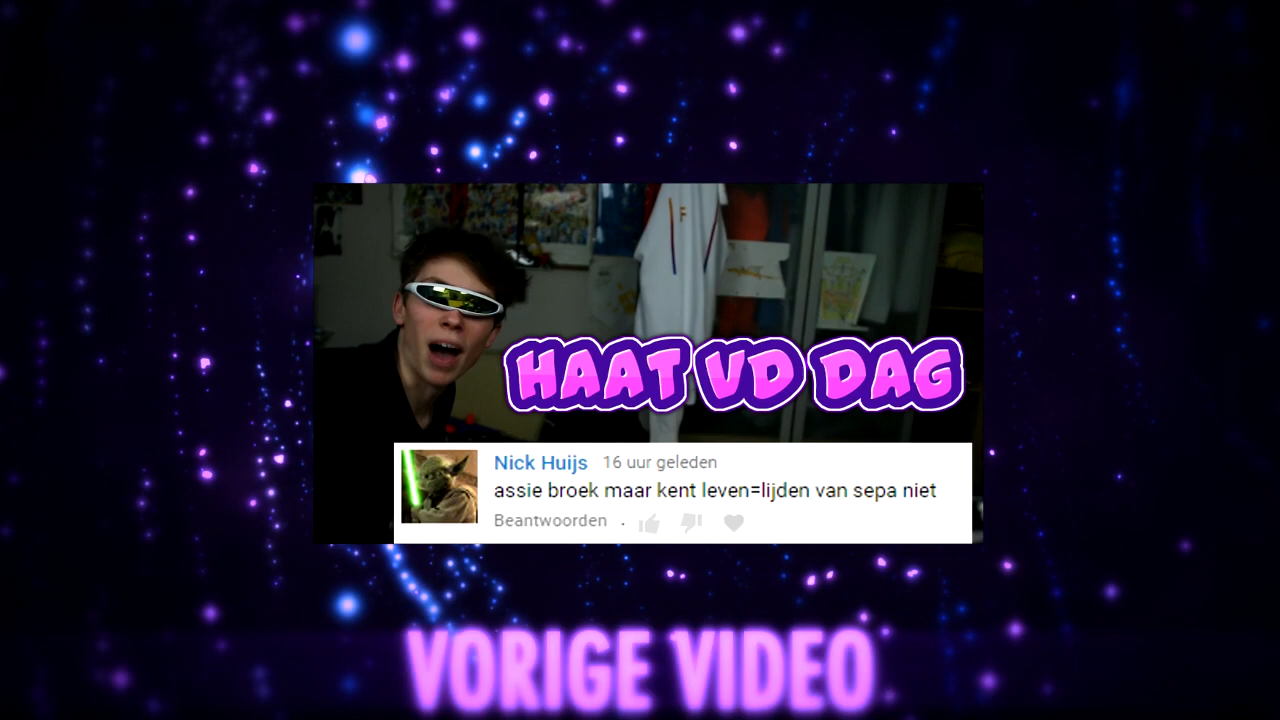 HAAT VD DAG
Nick Huijs 16 uur geleden
assie broek maar kent leven=lijden van sepa niet
Beantwoorden ·
VORIGE VIDEO